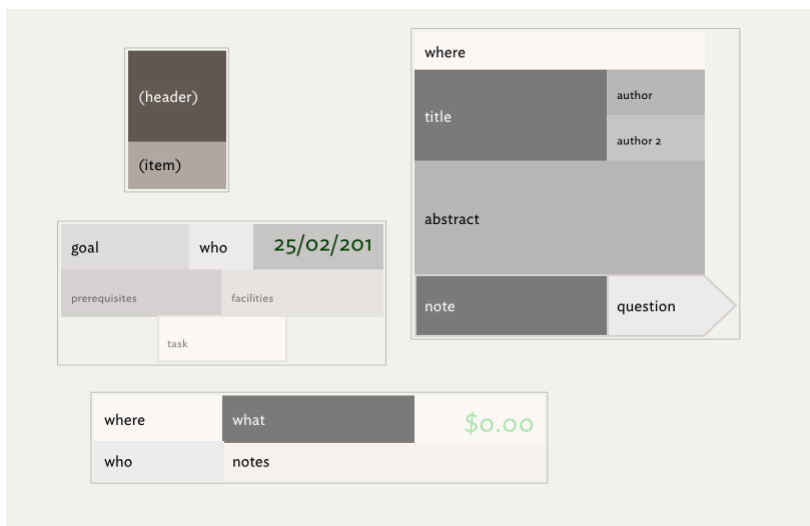 (header)
(item)
where
title
author
author 2
abstract
note
question
goal
who
25/02/201
prerequisites
facilities
task
where
what
$0.00
who
notes